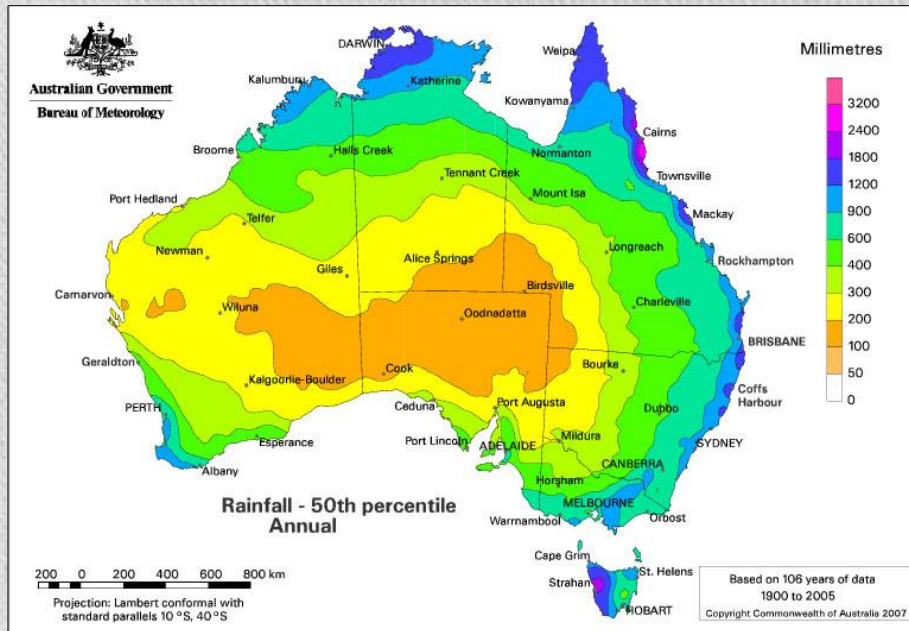 Australian Government
Bureau of Meteorology
DARWIN
Weipa
Kalumburu
Katherine
Kowanyama
Cairns
Broome
Halls Creek
Normanton
Tennant Creek
Townsville
Port Hedland
Mount Isa
Telfer
Mackay
Newman
Longreach
Giles
Alice Springs
Rockhampton
Birdsville
Carnarvon
Wiluna
Oodnadatta
Charleville
BRISBANE
Geraldton
Cook
Bourke
Kalgoorlie-Boulder
Coffs
Harbour
PERTH
Ceduna
Port Augusta
Dubbo
Esperance
Port Lincoln
ADELAIDE
Mildura
SYDNEY
Albany
CANBERRA
Horsham
MELBOURNE
Warrnambool
Orbost
Cape Grim
St. Helens
Strahan
HOBART
Millimetres
3200
2400
1800
1200
900
600
400
300
200
100
50
0
Rainfall - 50th percentile
Annual
200 0 200 400 600 800 km
Projection: Lambert conformal with
standard parallels 10 °S, 40 °S
Based on 106 years of data
1900 to 2005
Copyright Commonwealth of Australia 2007